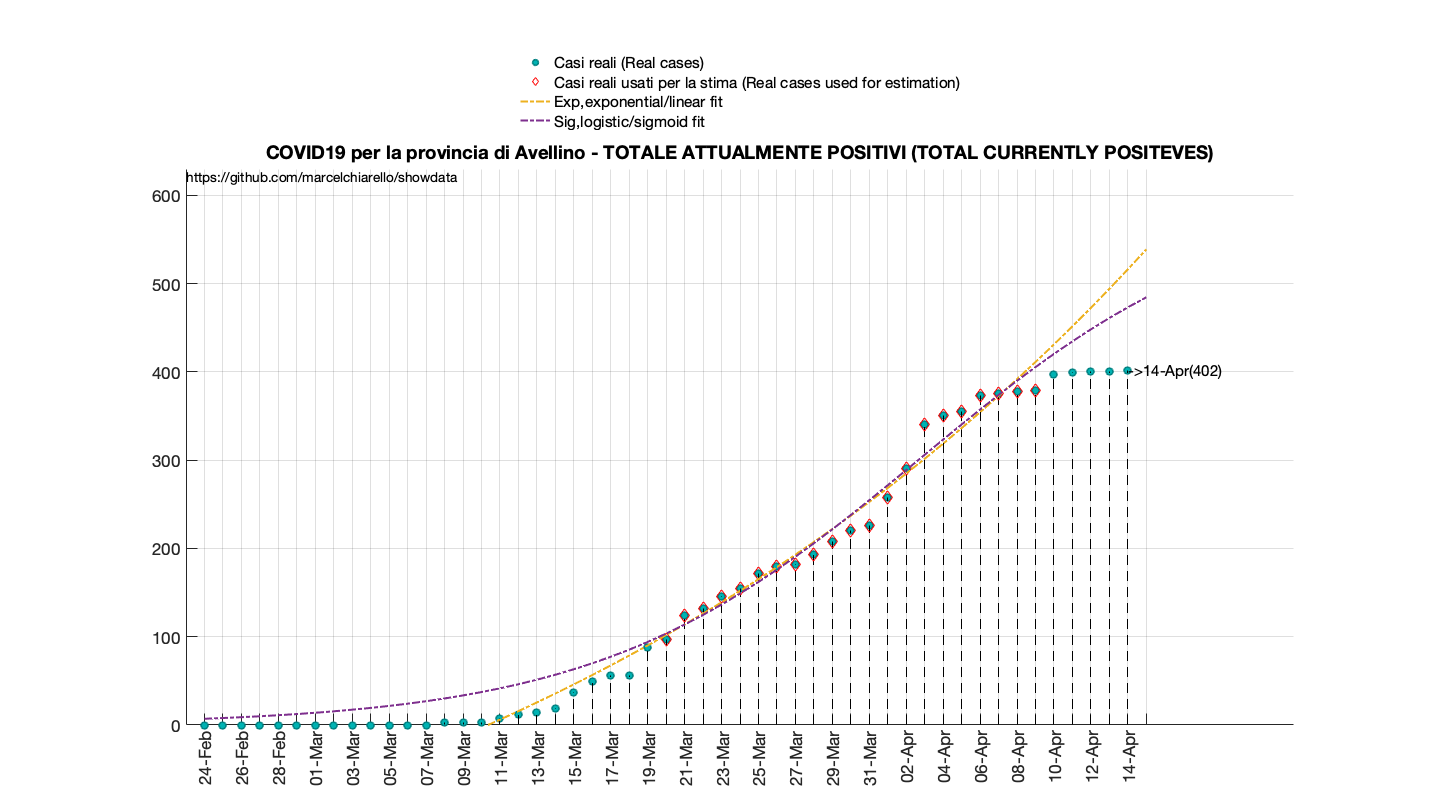 Casi reali (Real cases)
Casi reali usati per la stima (Real cases used for estimation)
Exp,exponential/linear fit
Sig,logistic/sigmoid fit
COVID19 per la provincia di Avellino - TOTALE ATTUALMENTE POSITIVI (TOTAL CURRENTLY POSITEVES)
https://github.com/marcelchiarello/showdata
600
500
400
300
200
100
0
->14-Apr(402)
24-Feb
26-Feb
28-Feb
01-Mar
03-Mar
05-Mar
07-Mar
09-Mar
11-Mar
13-Mar
15-Mar
17-Mar
19-Mar
21-Mar
23-Mar
25-Mar
27-Mar
29-Mar
31-Mar
02-Apr
04-Apr
06-Apr
08-Apr
10-Apr
12-Apr
14-Apr